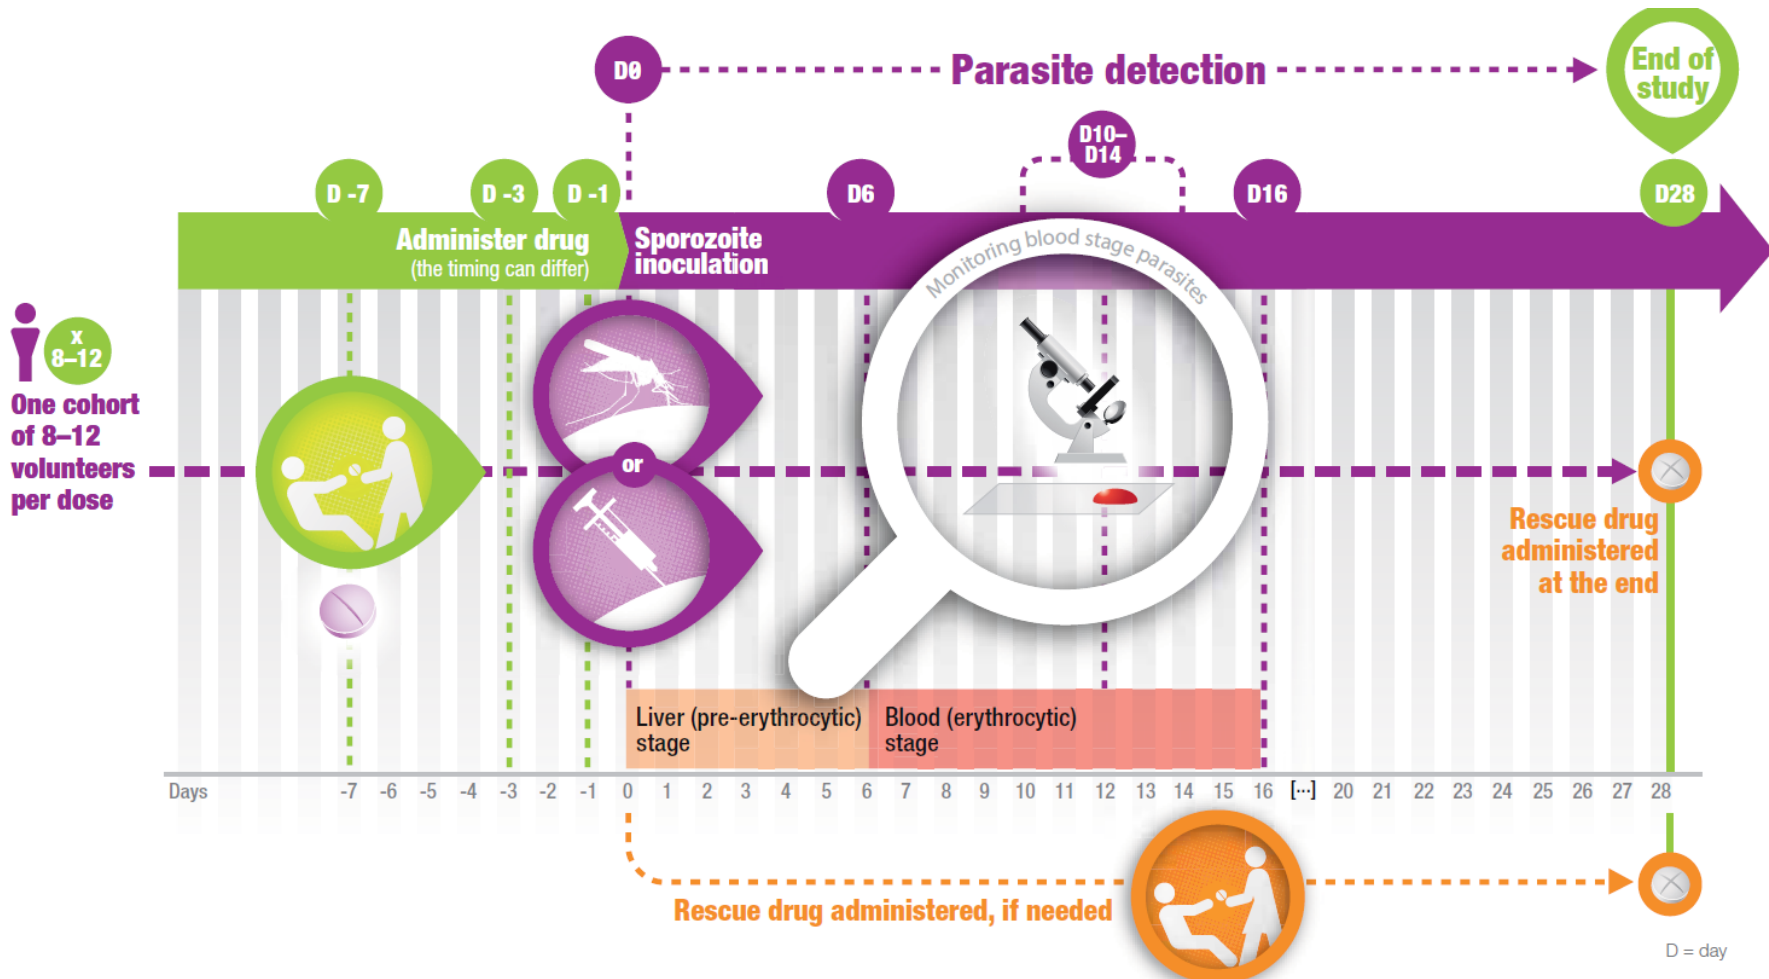 D0
Parasite detection
End of
study
D10–
D14
D -7
D -3
D -1
D6
D16
D28
Administer drug
(the timing can differ)
Sporozoite
inoculation
Monitoring blood stage parasites
x
8–12
One cohort
of 8–12
volunteers
per dose
or
Rescue drug
administered
at the end
Liver (pre-erythrocytic)
stage
Blood (erythrocytic)
stage
Days -7 -6 -5 -4 -3 -2 -1 0 1 2 3 4 5 6 7 8 9 10 11 12 13 14 15 16 [...] 20 21 22 23 24 25 26 27 28
Rescue drug administered, if needed
D = day